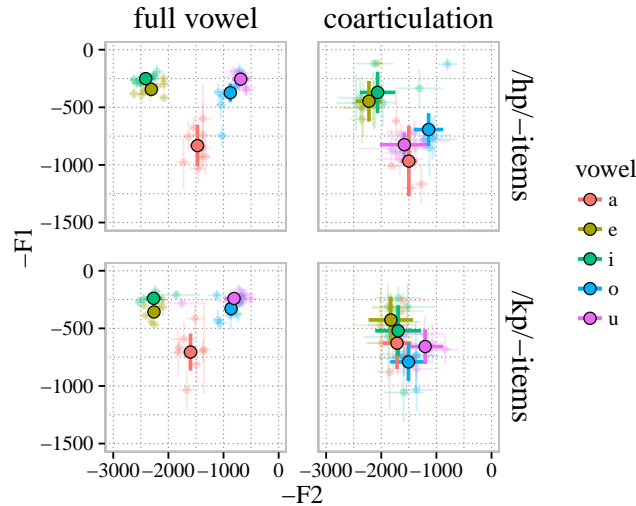 full vowel coarticulation
0
−500
−1000
−1500
/hp/−items
0
−500
−1000
−1500
/kp/−items
−3000 −2000 −1000 0 −3000 −2000 −1000 0
−F2
−F1
vowel
a
e
i
o
u